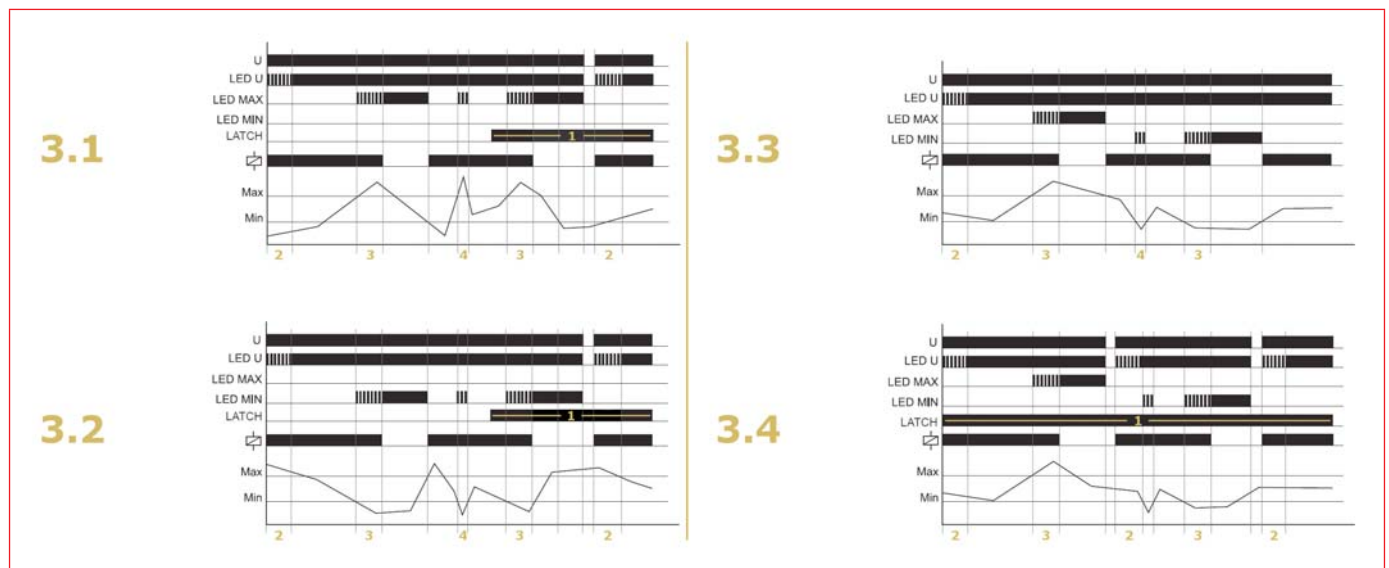 3.1
U
LED U
LED MAX
LED MIN
LATCH
1
Max
Min
2 3 4 3 2
3.2
U
LED U
LED MAX
LED MIN
LATCH
1
Max
Min
2 3 4 3 2
3.3
U
LED U
LED MAX
LED MIN
Max
Min
2 3 4 3
3.4
U
LED U
LED MAX
LED MIN
LATCH
1
Max
Min
2 3 2 3 2